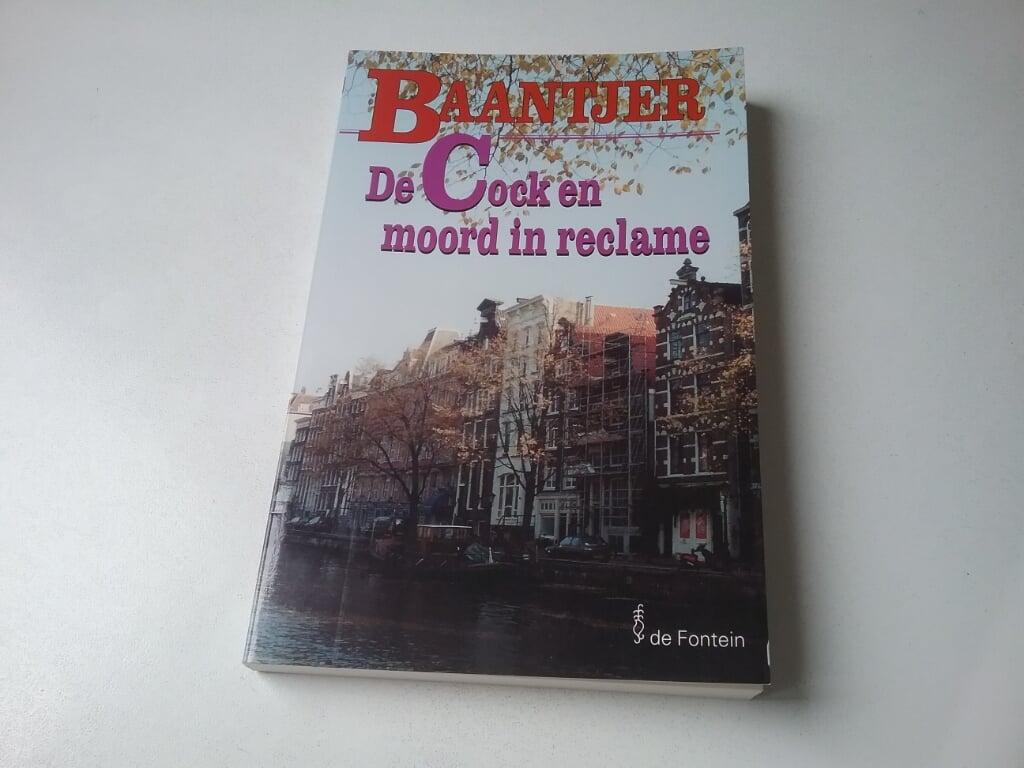 BAANTJER
De Cock en
moord in reclame
de Fontein